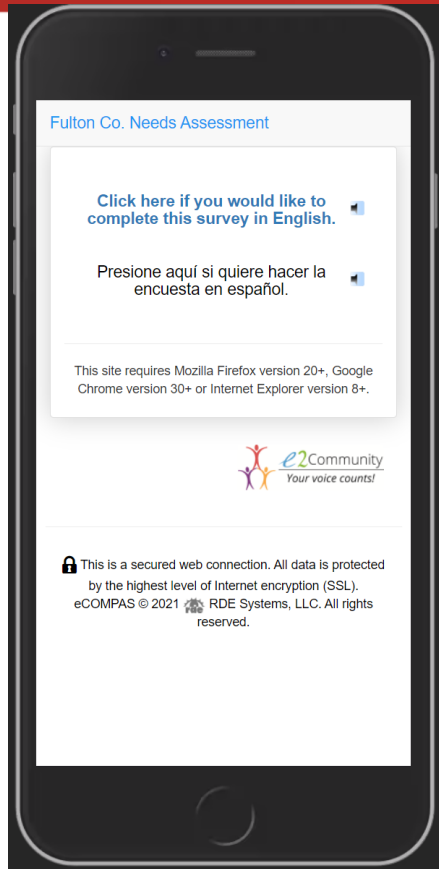 Fulton Co. Needs Assessment
Click here if you would like to
complete this survey in English.
Presione aquí si quiere hacer la
encuesta en español.
This site requires Mozilla Firefox version 20+, Google
Chrome version 30+ or Internet Explorer version 8+.
e2Community
Your voice counts!
This is a secured web connection. All data is protected
by the highest level of Internet encryption (SSL).
eCOMPAS © 2021 RDE Systems, LLC. All rights
reserved.